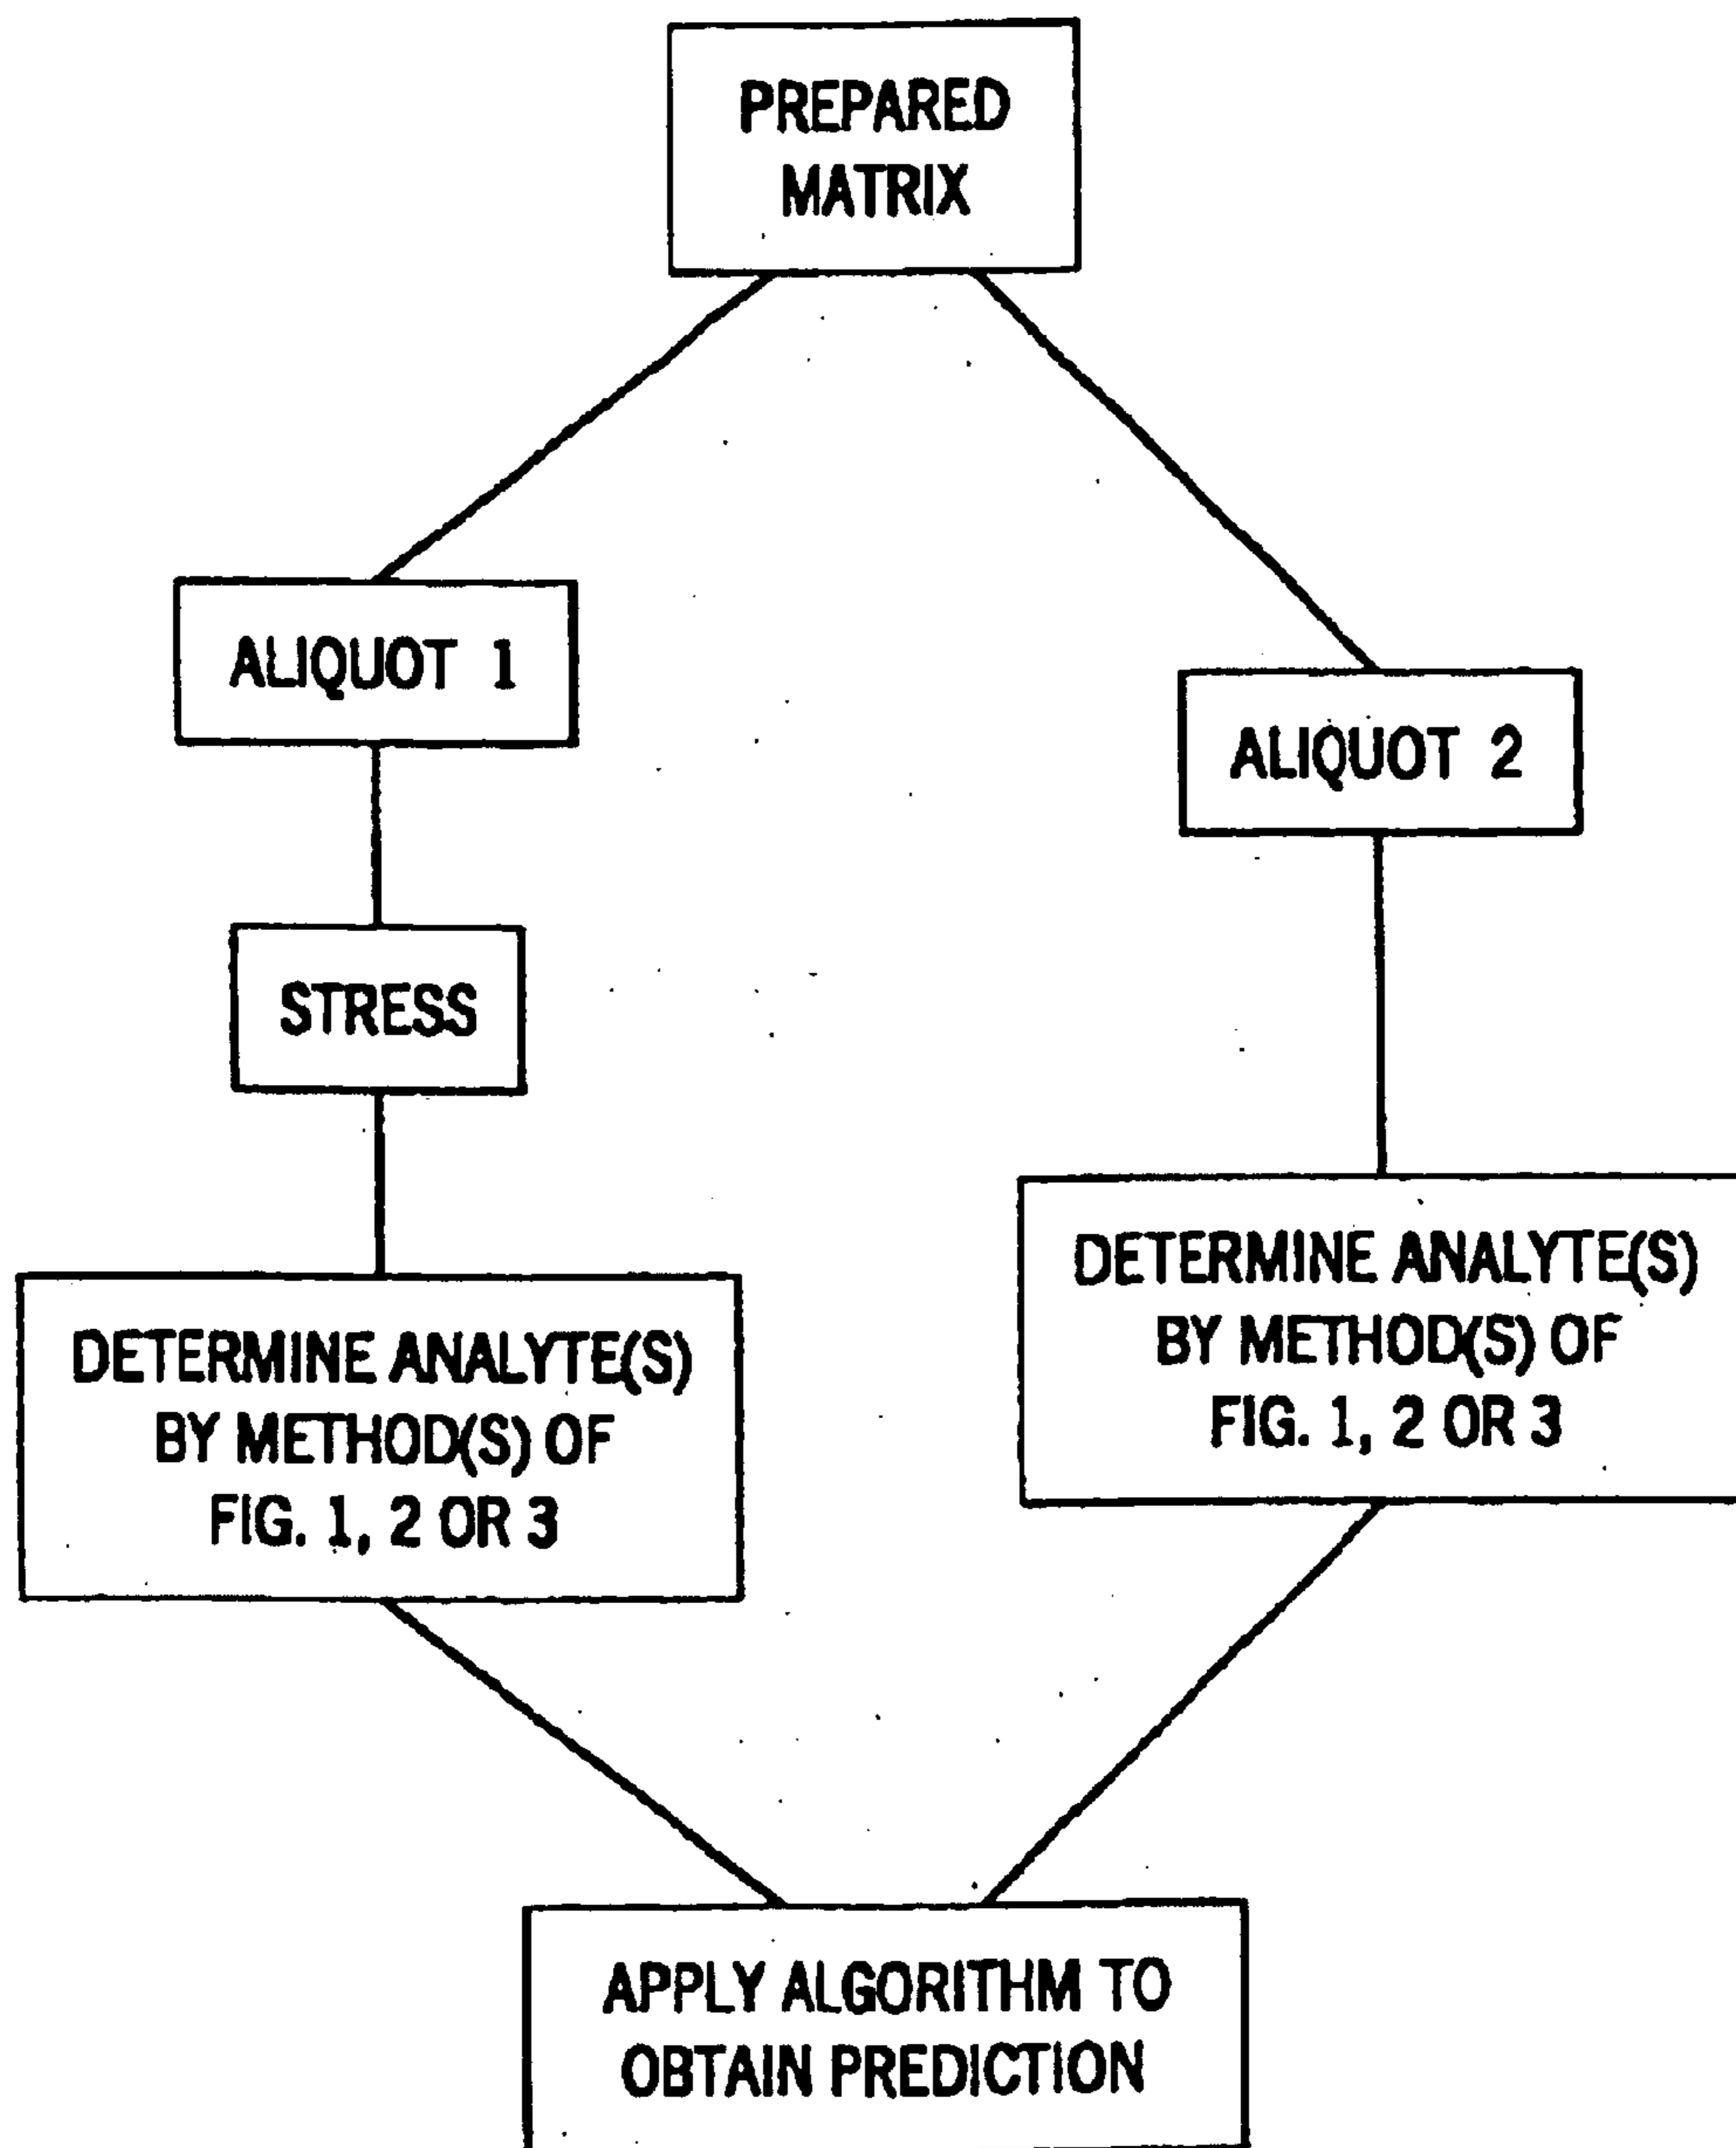 PREPARED
MATRIX
ALIQUOT 1
ALIQUOT 2
STRESS
DETERMINE ANALYTE(S)
BY METHOD(S) OF
FIG. 1, 2 OR 3
DETERMINE ANALYTE(S)
BY METHOD(S) OF
FIG. 1, 2 OR 3
APPLY ALGORITHM TO
OBTAIN PREDICTION